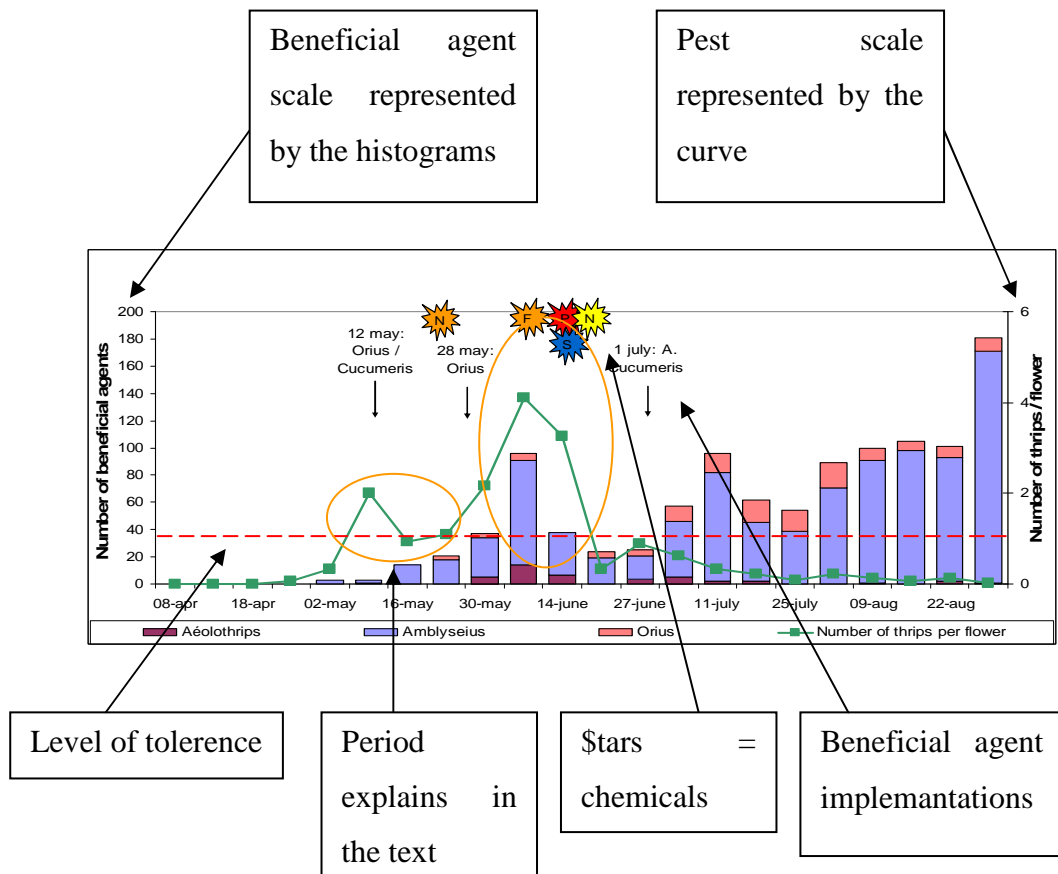 Beneficial agent
scale represented
by the histograms
Pest scale
represented by the
curve
200
180
160
140
120
100
80
60
40
20
0
Number of beneficial agents
6
4
2
0
Number of thrips / flower
N
F
P
N
S
12 may:
Orius /
Cucumeris
28 may:
Orius
1 july: A.
Cucumeris
08-apr 18-apr 02-may 16-may 30-may 14-june 27-june 11-july 25-july 09-aug 22-aug
Aéolothrips Amblyseius Orius Number of thrips per flower
Level of tolerence
Period
explains in
the text
$tars =
chemicals
Beneficial agent
implemantations